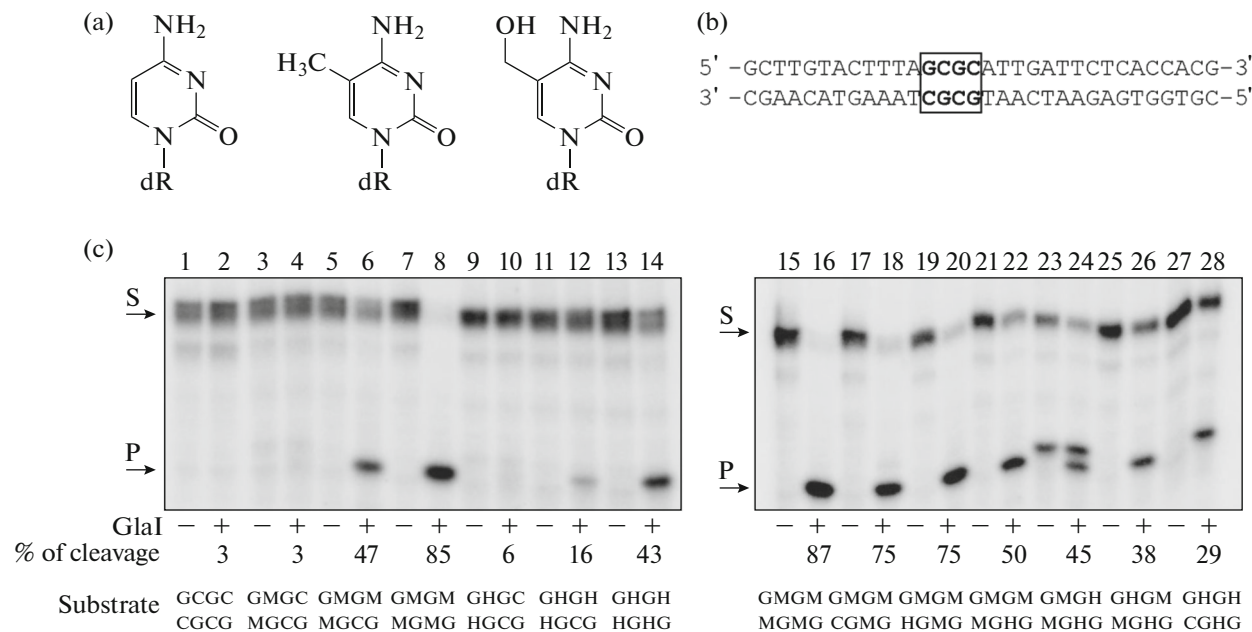 (a)
NH2 NH2 OH NH2
H3C
N N N
N O N O N O
dR dR dR
(b)
5' -GCTTGTACTTTAGCGCATTGATTCTCACCACG-3'
3' -CGAACATGAAATCGCGTAACTAAGAGTGGTGC-5'
(c)
1 2 3 4 5 6 7 8 9 10 11 12 13 14
S
P
GlaI − + − + − + − + − + − + − +
% of cleavage 3 3 47 85 6 16 43
Substrate GCGC GMGC GMGM GMGM GHGC GHGH GHGH
CGCG MGCG MGCG MGMG HGCG HGCG HGHG
15 16 17 18 19 20 21 22 23 24 25 26 27 28
S
P
− + − + − + − + − + − + − +
87 75 75 50 45 38 29
GMGM GMGM GMGM GMGM GMGH GHGM GHGH
MGMG CGMG HGMG MGHG MGHG MGHG CGHG